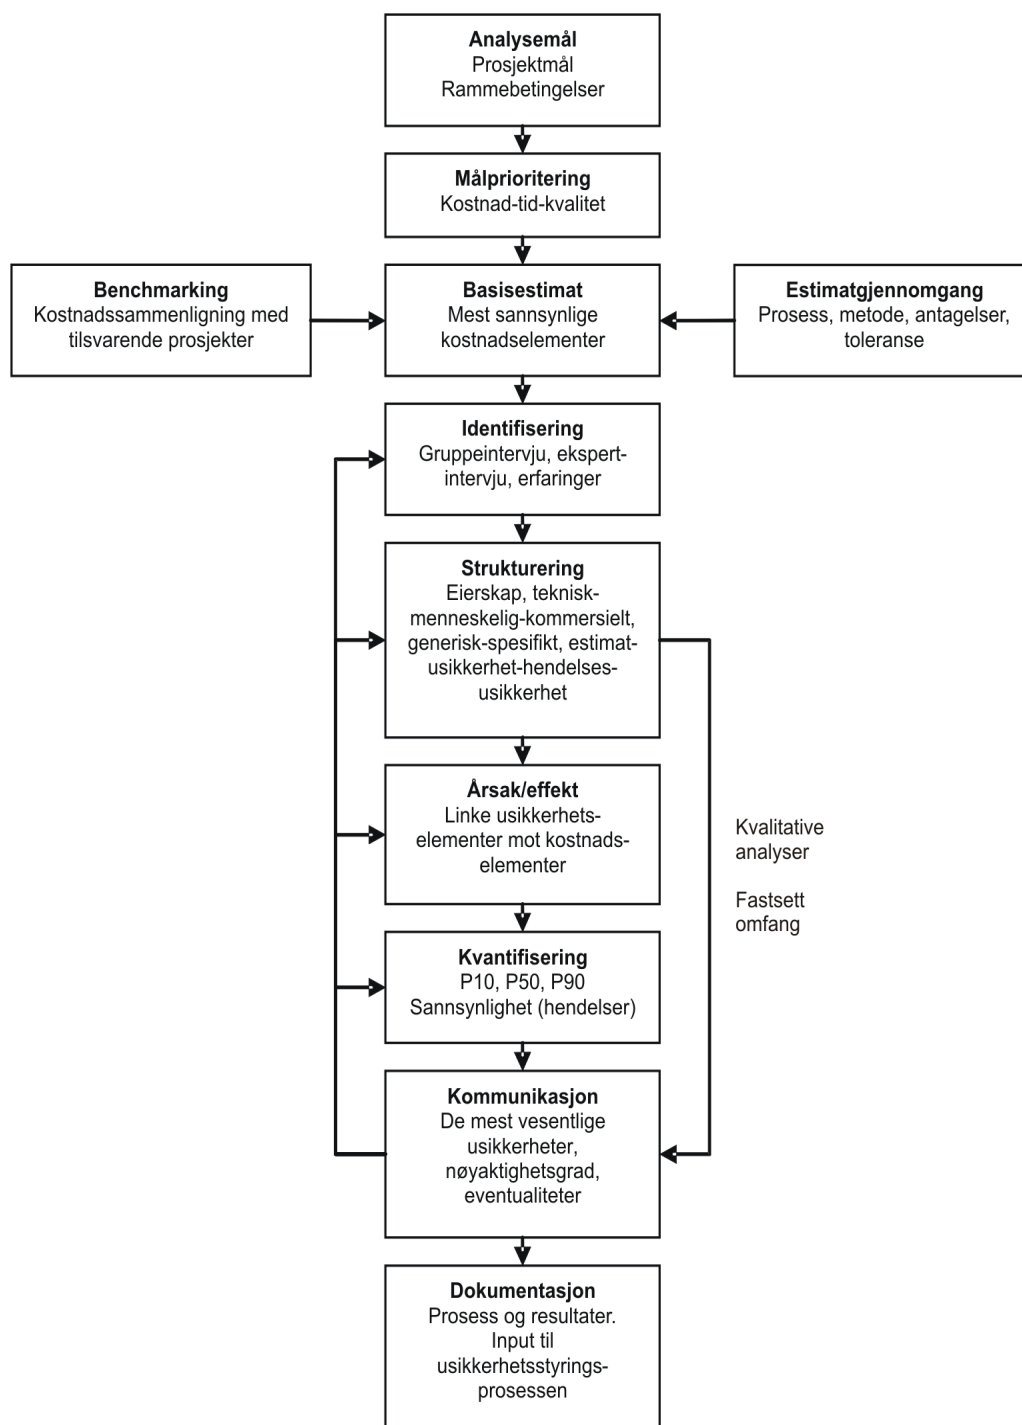 Analysemål
Prosjektmål
Rammebetingelser
Målprioritering
Kostnad-tid-kvalitet
Benchmarking
Kostnadssammenligning med
tilsvarende prosjekter
Basisestimat
Mest sannsynlige
kostnadselementer
Estimatgjennomgang
Prosess, metode, antagelser,
toleranse
Identifisering
Gruppeintervju, ekspert-
intervju, erfaringer
Strukturering
Eierskap, teknisk-
menneskelig-kommersielt,
generisk-spesifikt, estimat-
usikkerhet-hendelses-
usikkerhet
Årsak/effekt
Linke usikkerhets-
elementer mot kostnads-
elementer
Kvalitative
analyser
Fastsett
omfang
Kvantifisering
P10, P50, P90
Sannsynlighet (hendelser)
Kommunikasjon
De mest vesentlige
usikkerheter,
nøyaktighetsgrad,
eventualiteter
Dokumentasjon
Prosess og resultater.
Input til
usikkerhetsstyrings-
prosessen